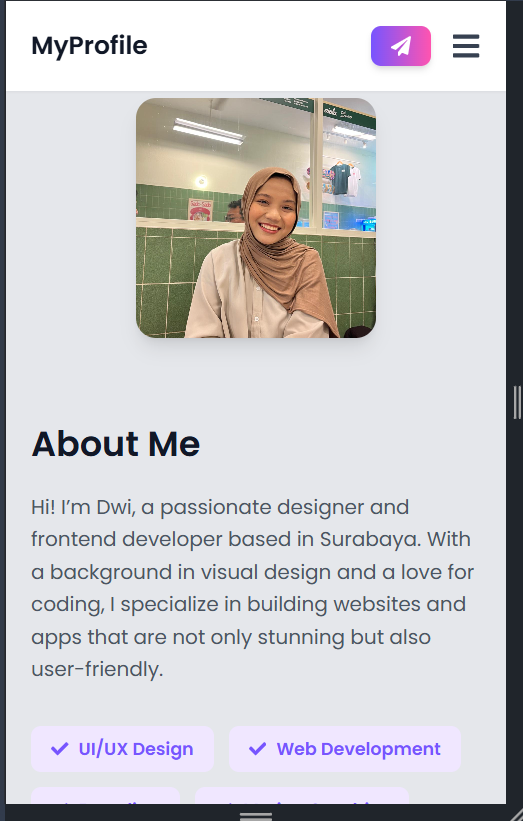 MyProfile
About Me
Hi! I’m Dwi, a passionate designer and
frontend developer based in Surabaya. With
a background in visual design and a love for
coding, I specialize in building websites and
apps that are not only stunning but also
user-friendly.
UI/UX Design
Web Development